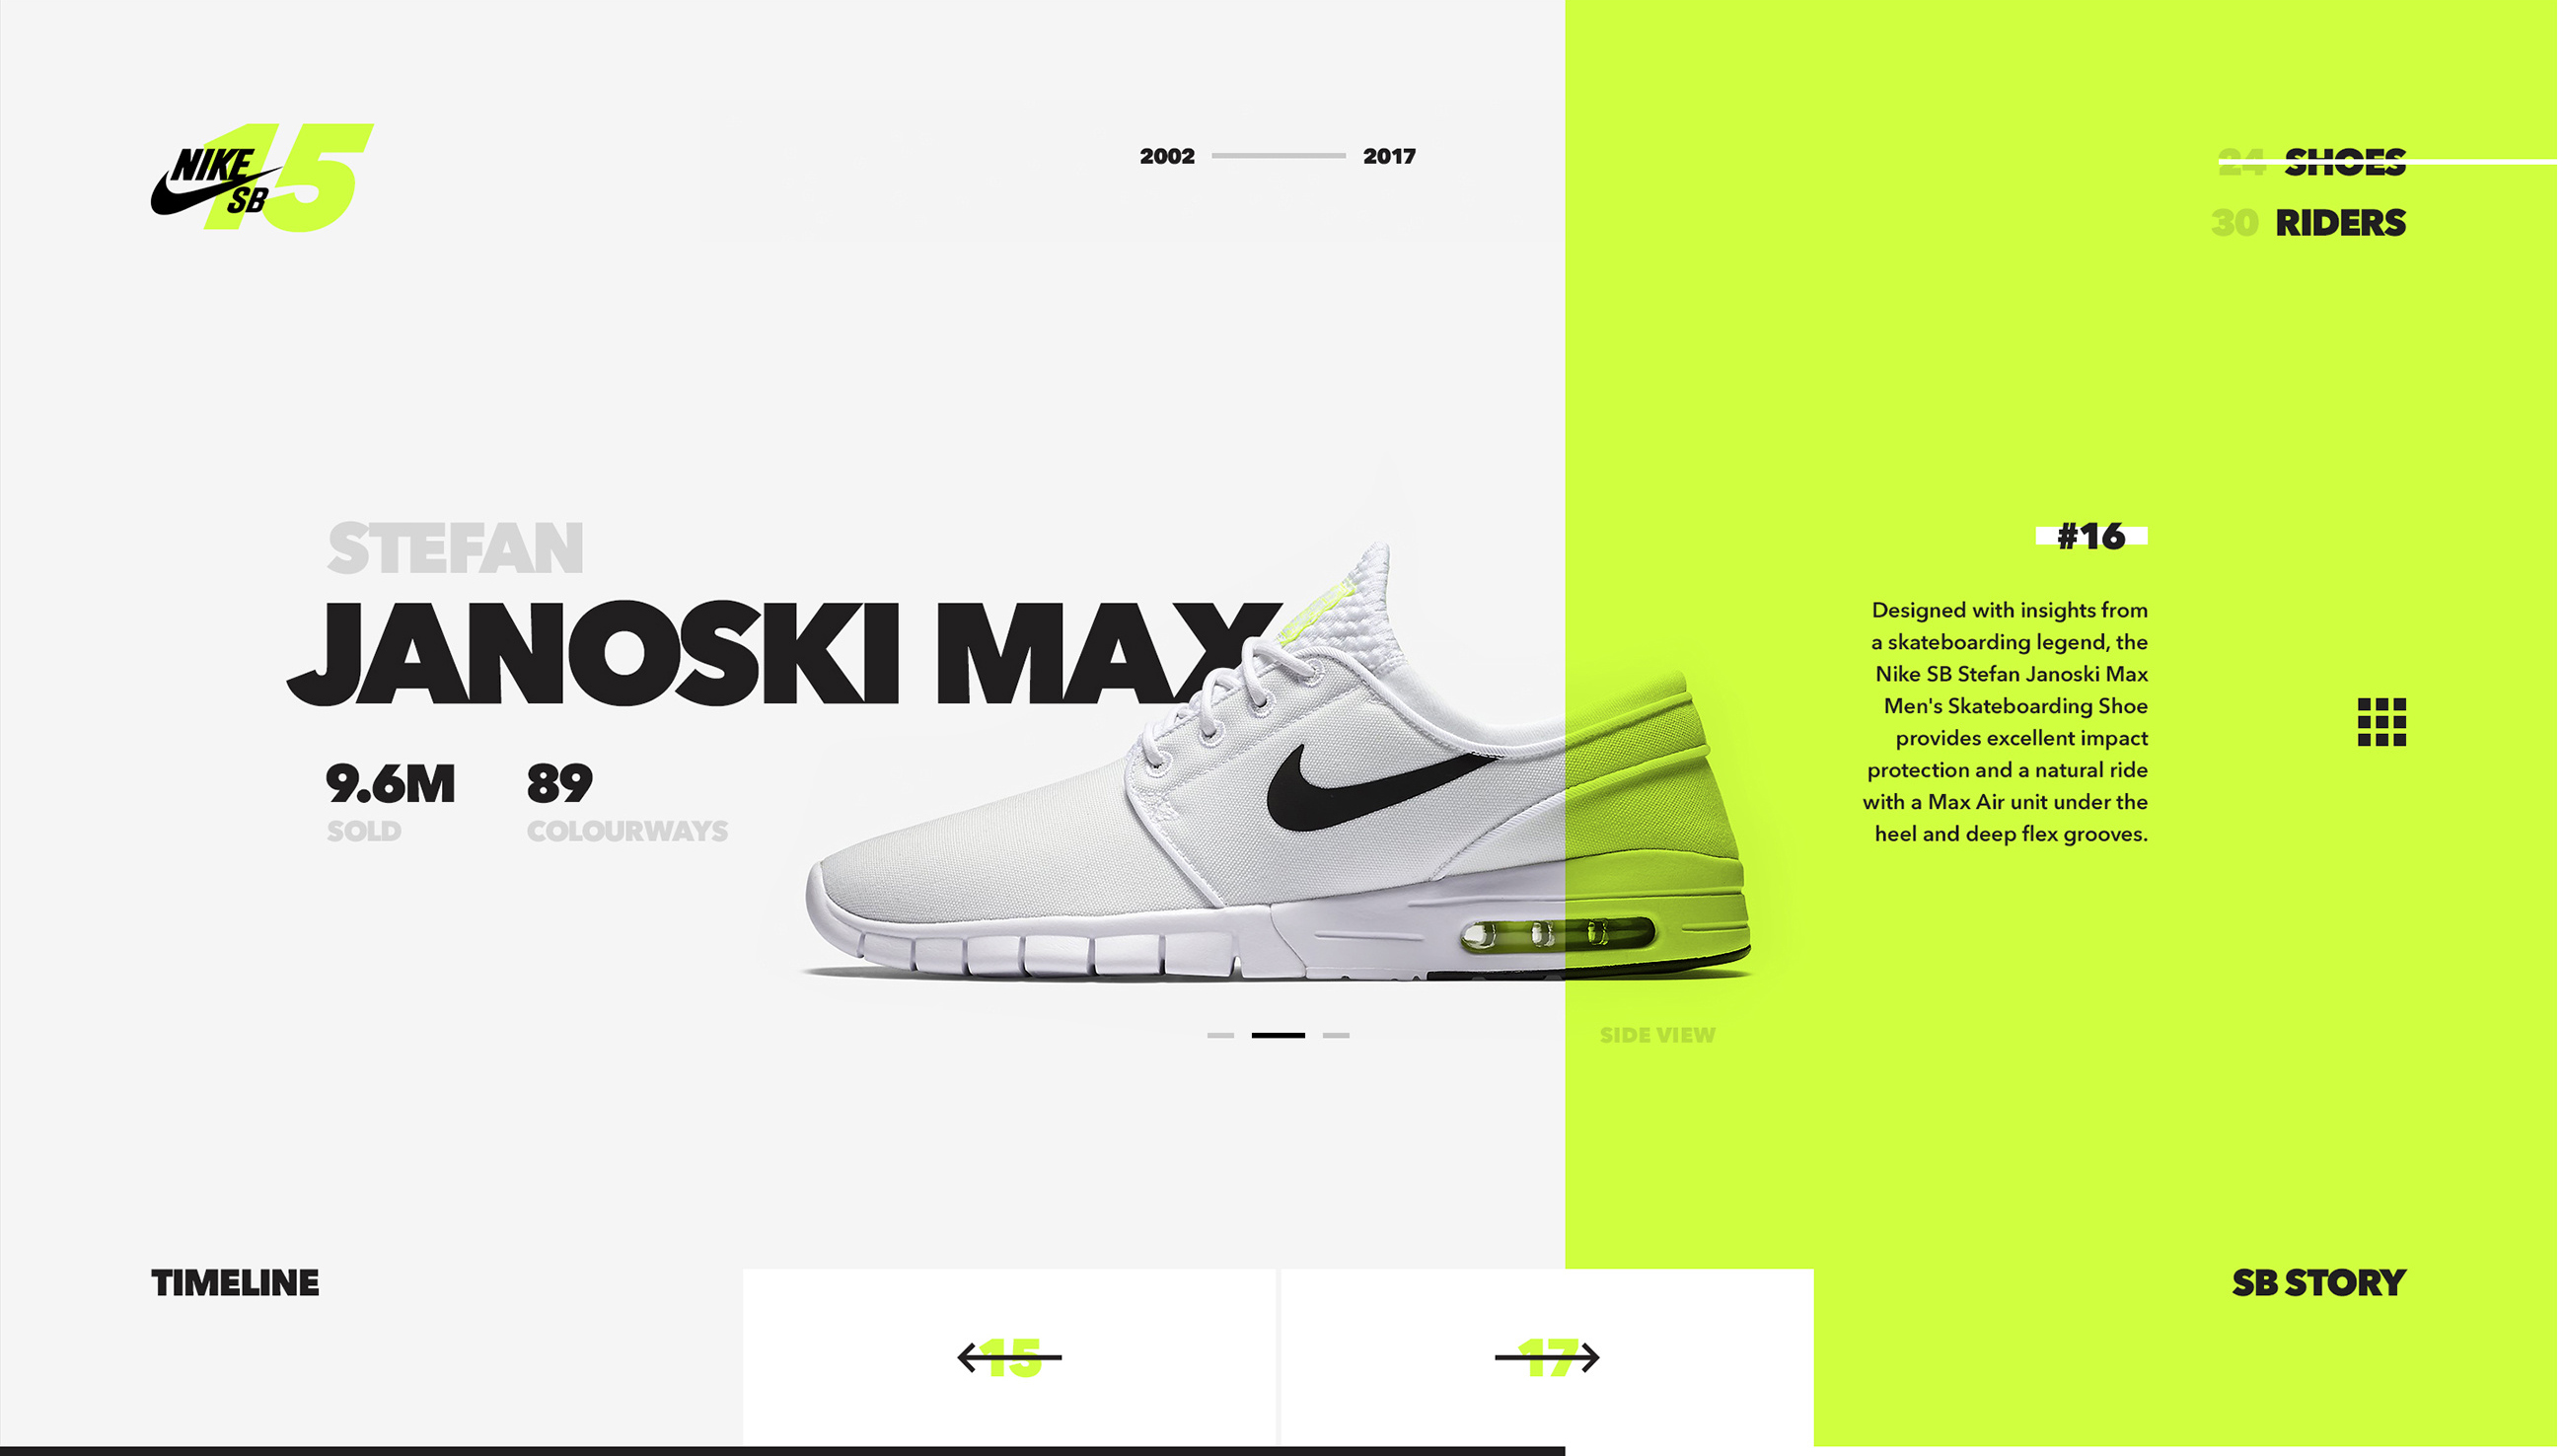 NIKE
SB
15
2002 2017
24 SHOES
30 RIDERS
STEFAN
JANOSKI MAX
9.6M 89
SOLD COLOURWAYS
#16
Designed with insights from
a skateboarding legend, the
Nike SB Stefan Janoski Max
Men's Skateboarding Shoe
provides excellent impact
protection and a natural ride
with a Max Air unit under the
heel and deep flex grooves.
SIDE VIEW
TIMELINE
15
17
SB STORY